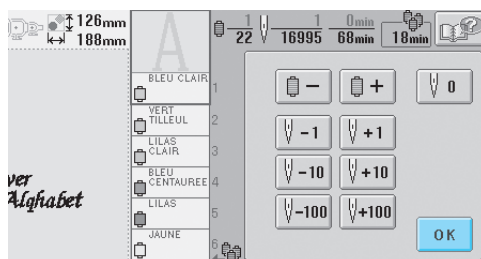 126mm
188mm
A
1
22
1
16995
0min
68min
18min
BLEU CLAIR
1
VERT
TILLEUL
2
LILAS
CLAIR
3
BLEU
CENTAUREE
4
LILAS
5
JAUNE
6
ver
Alphabet
−
+
0
−1
+1
−10
+10
−100
+100
OK